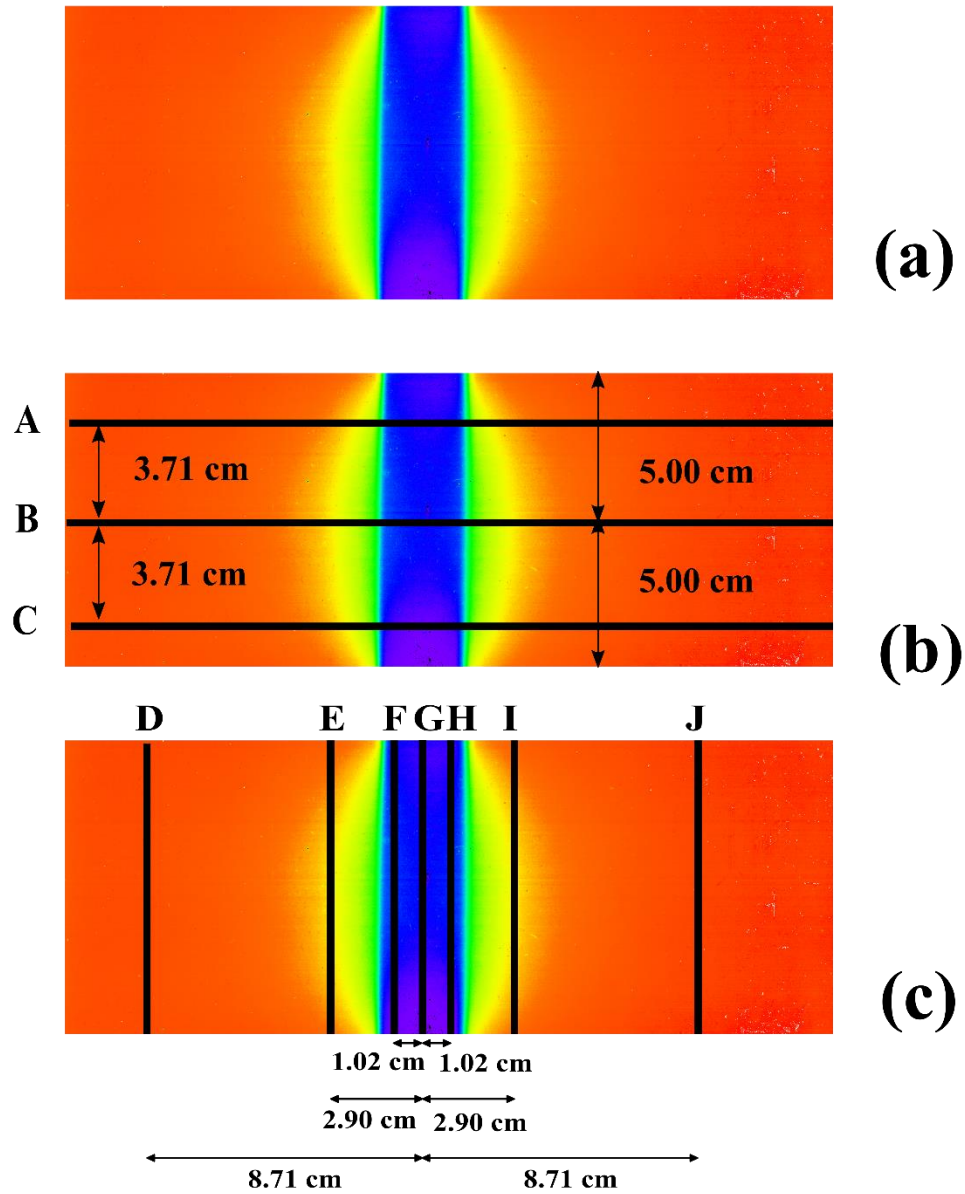 (a)
A
3.71 cm
5.00 cm
B
3.71 cm
5.00 cm
C
(b)
D E F G H I J
(c)
1.02 cm 1.02 cm
2.90 cm 2.90 cm
8.71 cm 8.71 cm